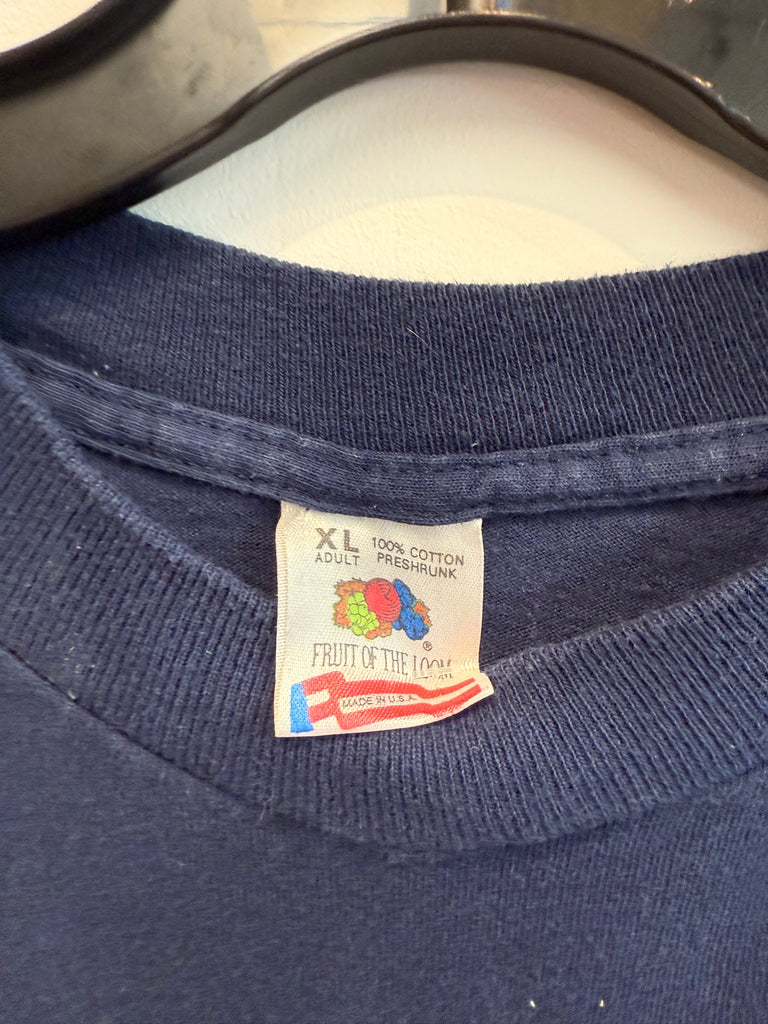 XL 100% COTTON
ADULT PRESHRUNK
®
FRUIT OF THE LOOM
MADE IN U.S.A.